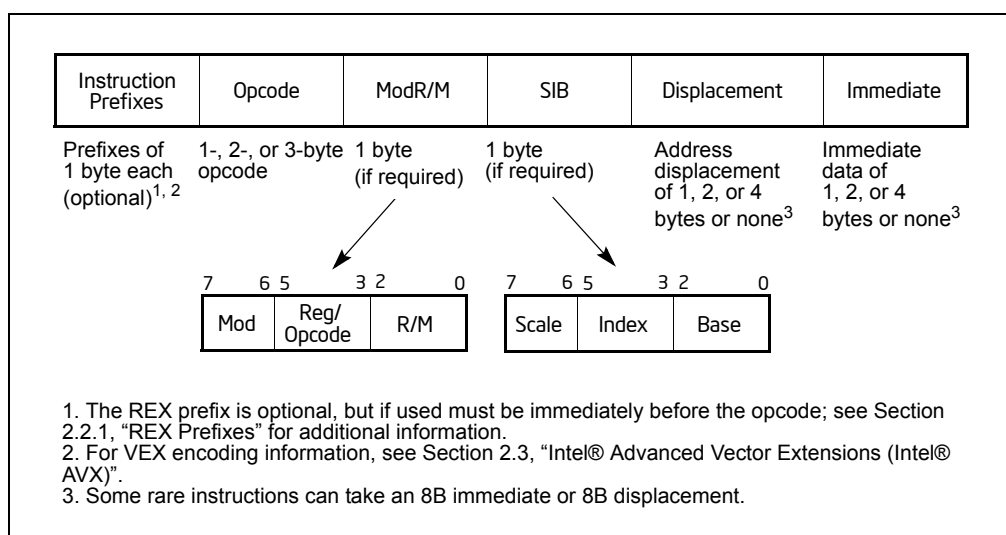 Instruction Prefixes
Opcode
ModR/M
SIB
Displacement
Immediate
Prefixes of
1 byte each
(optional)1, 2
1-, 2-, or 3-byte
opcode
1 byte
(if required)
1 byte
(if required)
Address
displacement
of 1, 2, or 4
bytes or none3
Immediate
data of
1, 2, or 4
bytes or none3
7 6 5 3 2 0
Mod
Reg/
Opcode
R/M
7 6 5 3 2 0
Scale
Index
Base
1. The REX prefix is optional, but if used must be immediately before the opcode; see Section
2.2.1, “REX Prefixes” for additional information.
2. For VEX encoding information, see Section 2.3, “Intel® Advanced Vector Extensions (Intel®
AVX)”.
3. Some rare instructions can take an 8B immediate or 8B displacement.